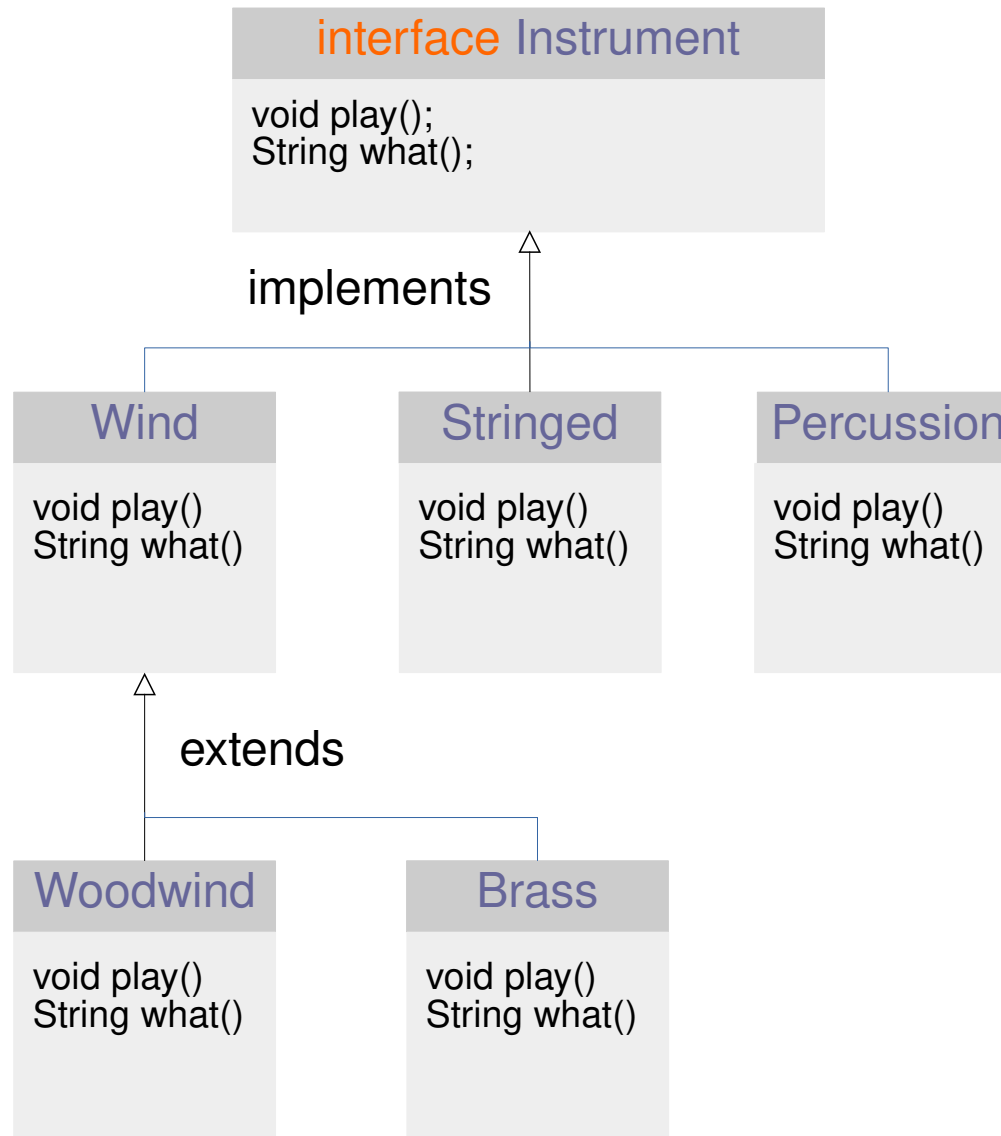 interface Instrument
void play();
String what();
implements
Wind
void play()
String what()
Stringed
void play()
String what()
Percussion
void play()
String what()
extends
Woodwind
void play()
String what()
Brass
void play()
String what()